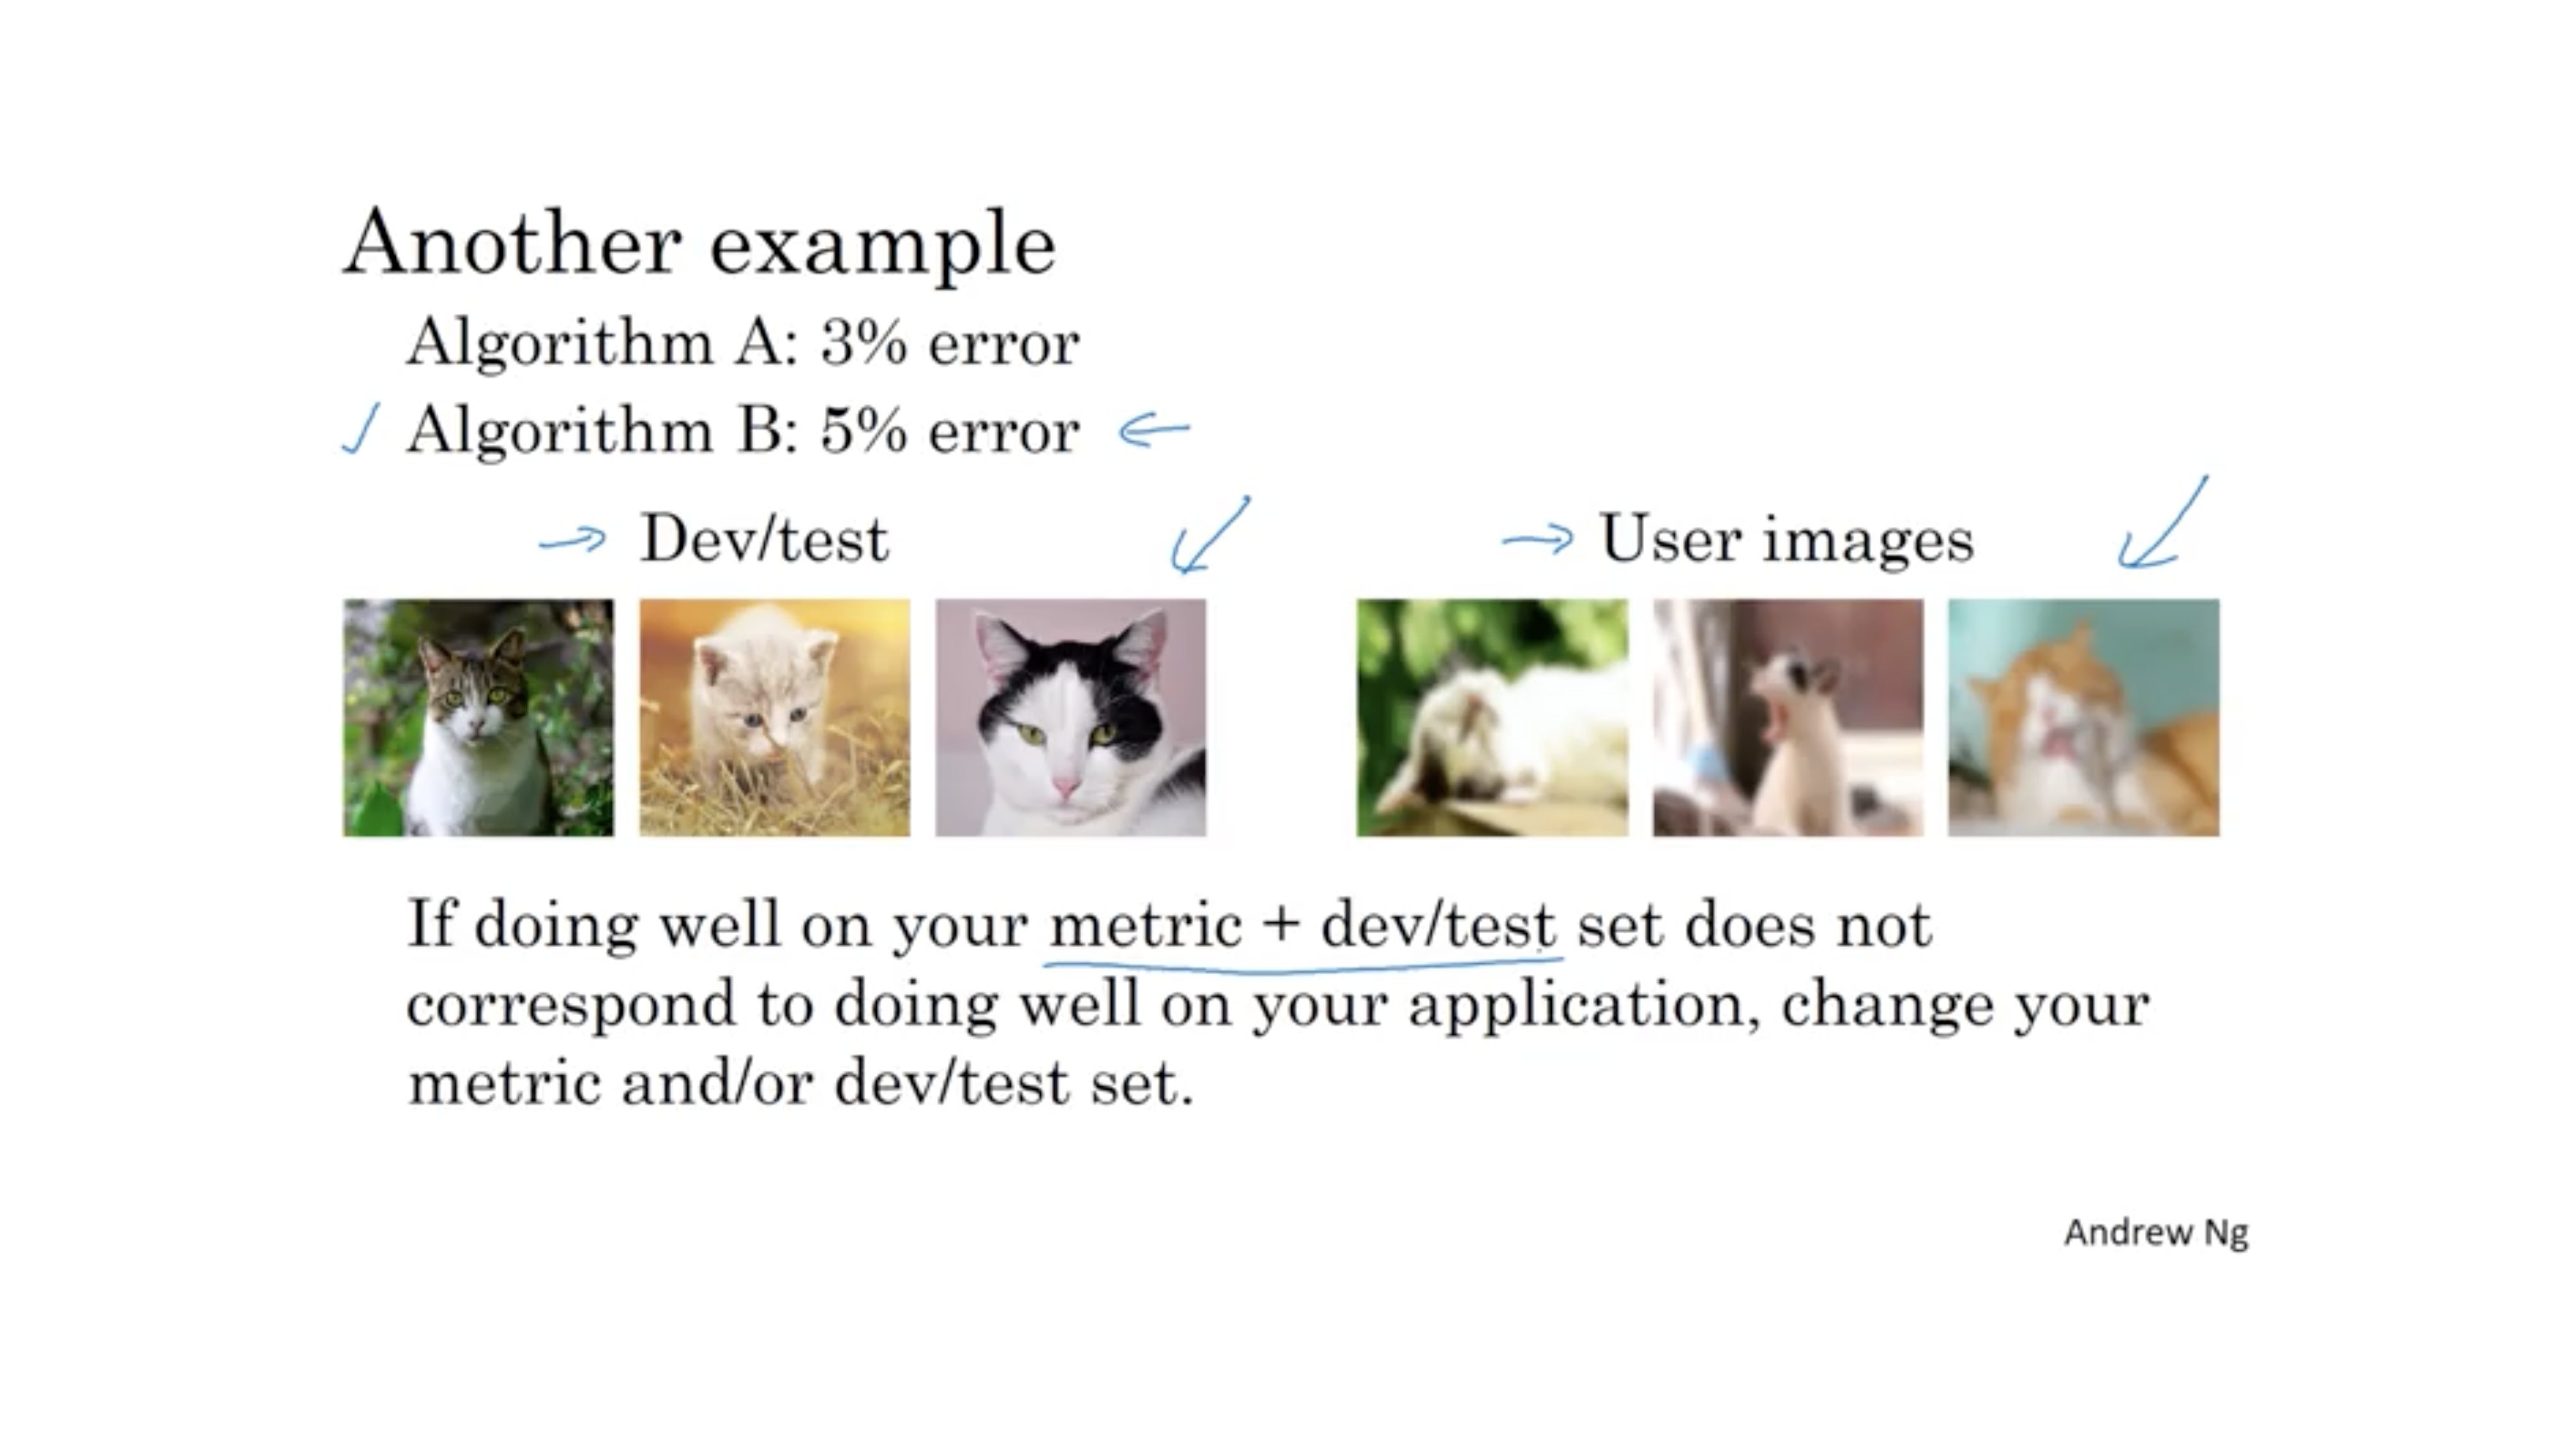 Another example
Algorithm A: 3% error
✓ Algorithm B: 5% error ←
→ Dev/test
→ User images
If doing well on your metric + dev/test set does not
correspond to doing well on your application, change your
metric and/or dev/test set.
Andrew Ng